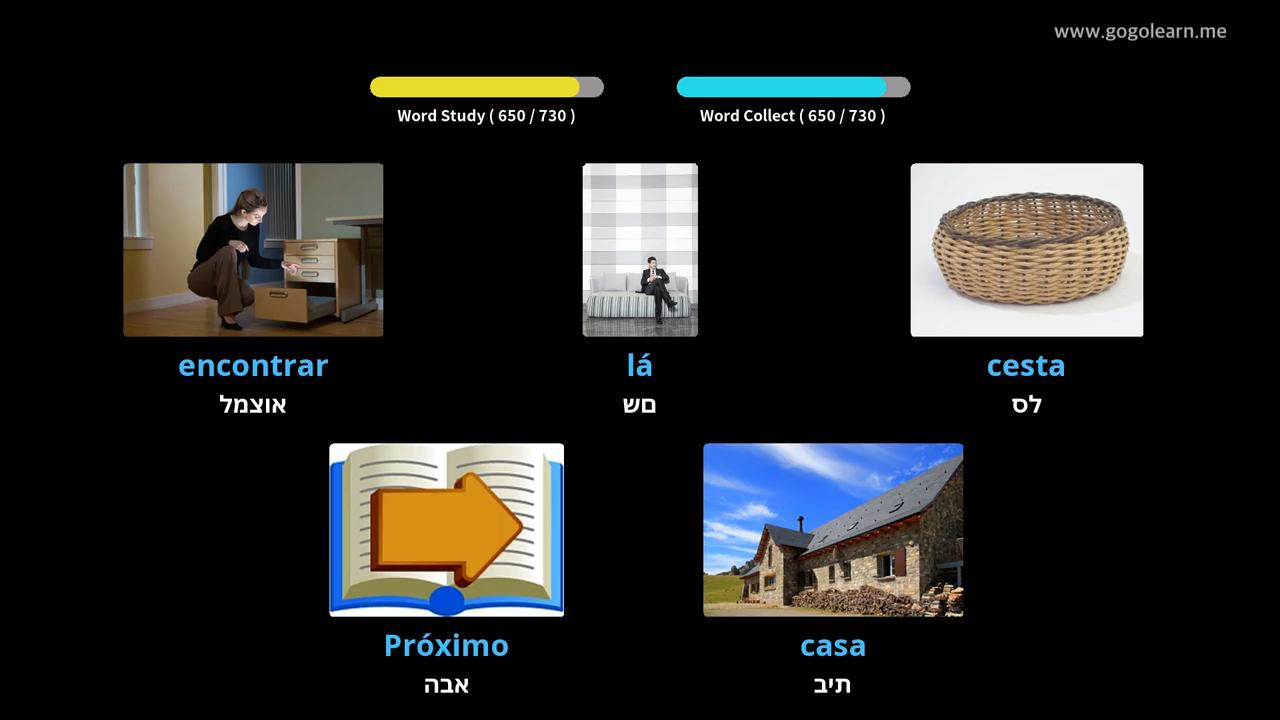 www.gogolearn.me
Word Study ( 650 / 730 )
Word Collect ( 650 / 730 )
encontrar
אוצמל
lá
םש
cesta
לס
Próximo
אבה
casa
תיב